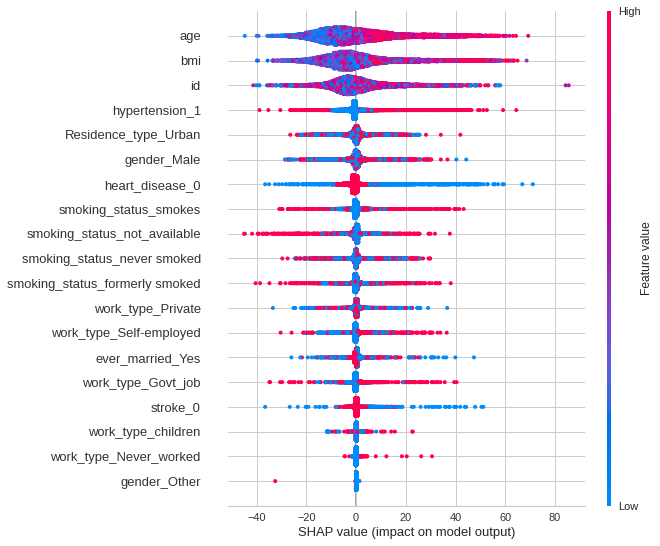 High
age
bmi
id
hypertension_1
Residence_type_Urban
gender_Male
heart_disease_0
smoking_status_smokes
smoking_status_not_available
smoking_status_never smoked
smoking_status_formerly smoked
work_type_Private
work_type_Self-employed
ever_married_Yes
work_type_Govt_job
stroke_0
work_type_children
work_type_Never_worked
gender_Other
Feature value
Low
−40 −20 0 20 40 60 80
SHAP value (impact on model output)